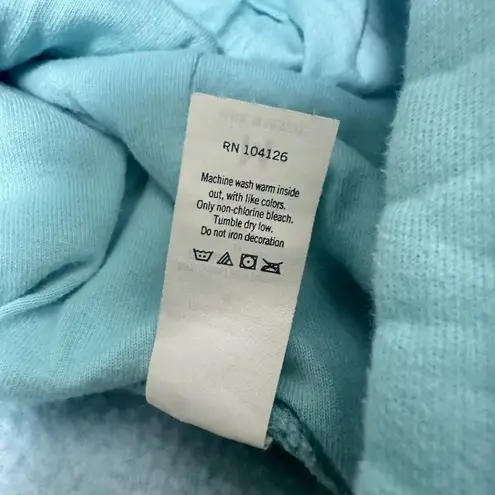 RN 104126
Machine wash warm inside
out, with like colors.
Only non-chlorine bleach.
Tumble dry low.
Do not iron decoration